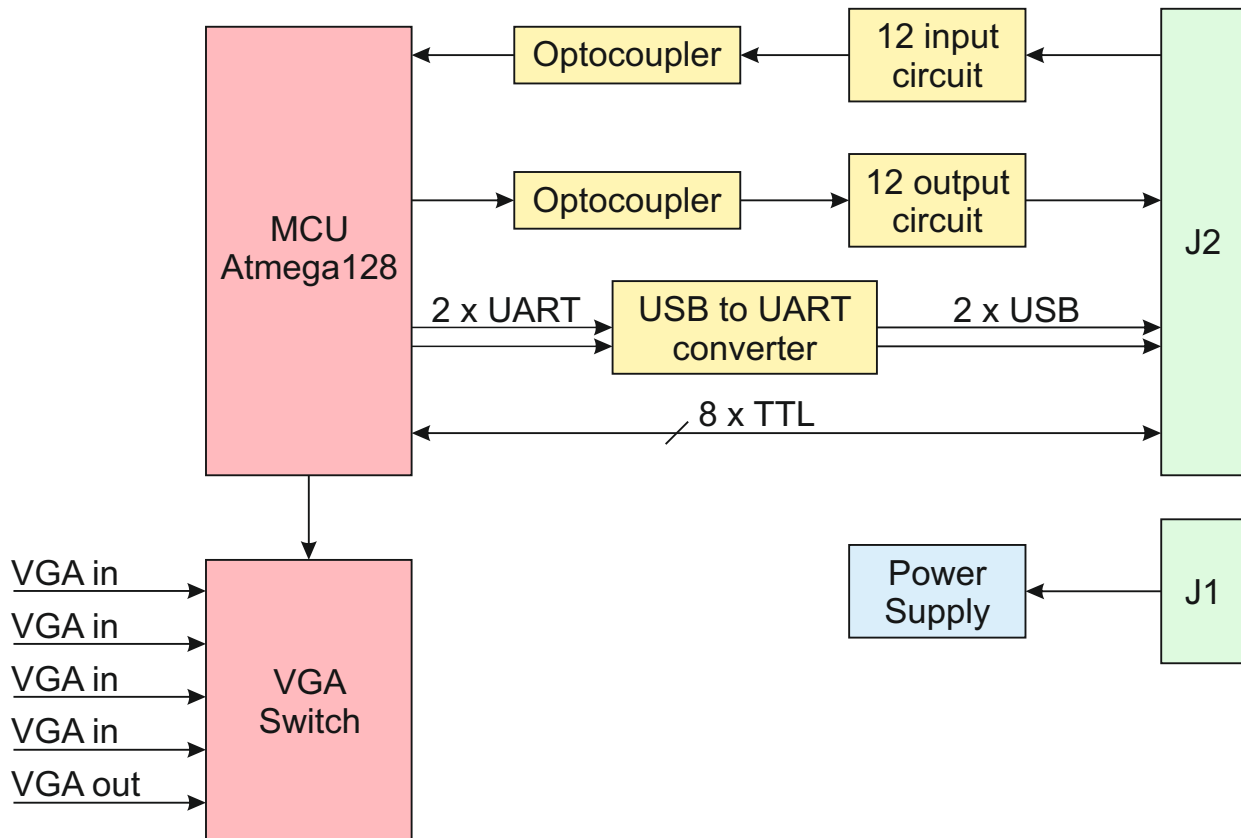 MCU
Atmega128
Optocoupler
12 input
circuit
Optocoupler
12 output
circuit
2 x UART
USB to UART
converter
2 x USB
8 x TTL
J2
VGA in
VGA in
VGA in
VGA in
VGA out
VGA
Switch
Power
Supply
J1